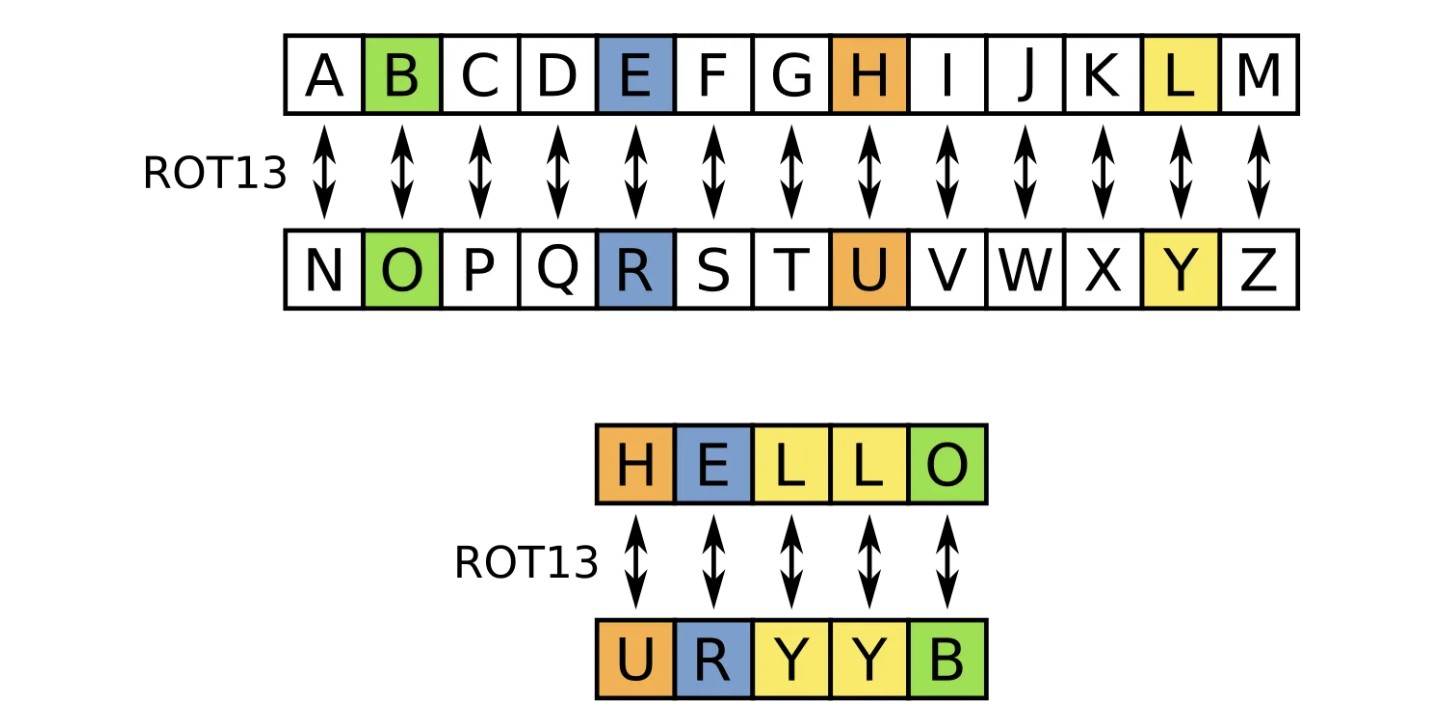 A B C D E F G H I J K L M
ROT13
N O P Q R S T U V W X Y Z
H E L L O
ROT13
U R Y Y B